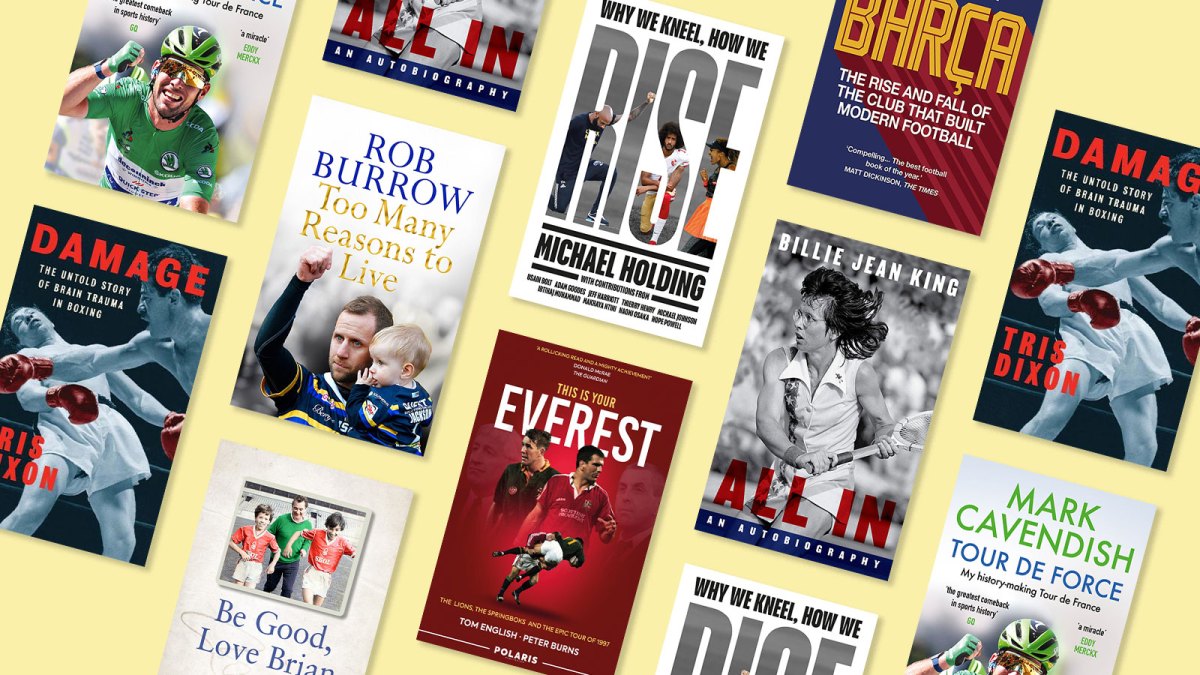 king Tour de France
greatest comeback
in sports history'
GQ
'a miracle'
EDDY
MERCKX
ALL IN
AN AUTOBIOGRAPHY
WHY WE KNEEL, HOW WE
RISE
MICHAEL HOLDING
WITH CONTRIBUTIONS FROM
USAIN BOLT ADAM GOODES JEFF HARRIOTT THIERRY HENRY MICHAEL JOHNSON
IBTIHAJ MUHAMMAD MAKHAYA NTINI NAOMI OSAKA HOPE POWELL
BARÇA
THE RISE AND FALL OF
THE CLUB THAT BUILT
MODERN FOOTBALL
'Compelling... The best football
book of the year.'
MATT DICKINSON, THE TIMES
DAMAG
THE UNTOLD STORY
OF BRAIN TRAUMA
IN BOXING
TRIS
DIXON
DAMAGE
THE UNTOLD STORY
OF BRAIN TRAUMA
IN BOXING
RIS
DIXON
ROB
BURROW
Too Many
Reasons to
Live
Be Good,
Love Brian
'A ROLLICKING READ AND A MIGHTY ACHIEVEMENT'
DONALD McRAE
THE GUARDIAN
THIS IS YOUR
EVEREST
THE LIONS, THE SPRINGBOKS AND THE EPIC TOUR OF 1997
TOM ENGLISH · PETER BURNS
POLARIS
BILLIE JEAN KING
ALL IN
AN AUTOBIOGRAPHY
WHY WE KNEEL, HOW WE
RISE
MARK
CAVENDISH
TOUR DE FORCE
My history-making Tour de France
'the greatest comeback
in sports history'
GQ
'a miracle'
EDDY
MERCKX